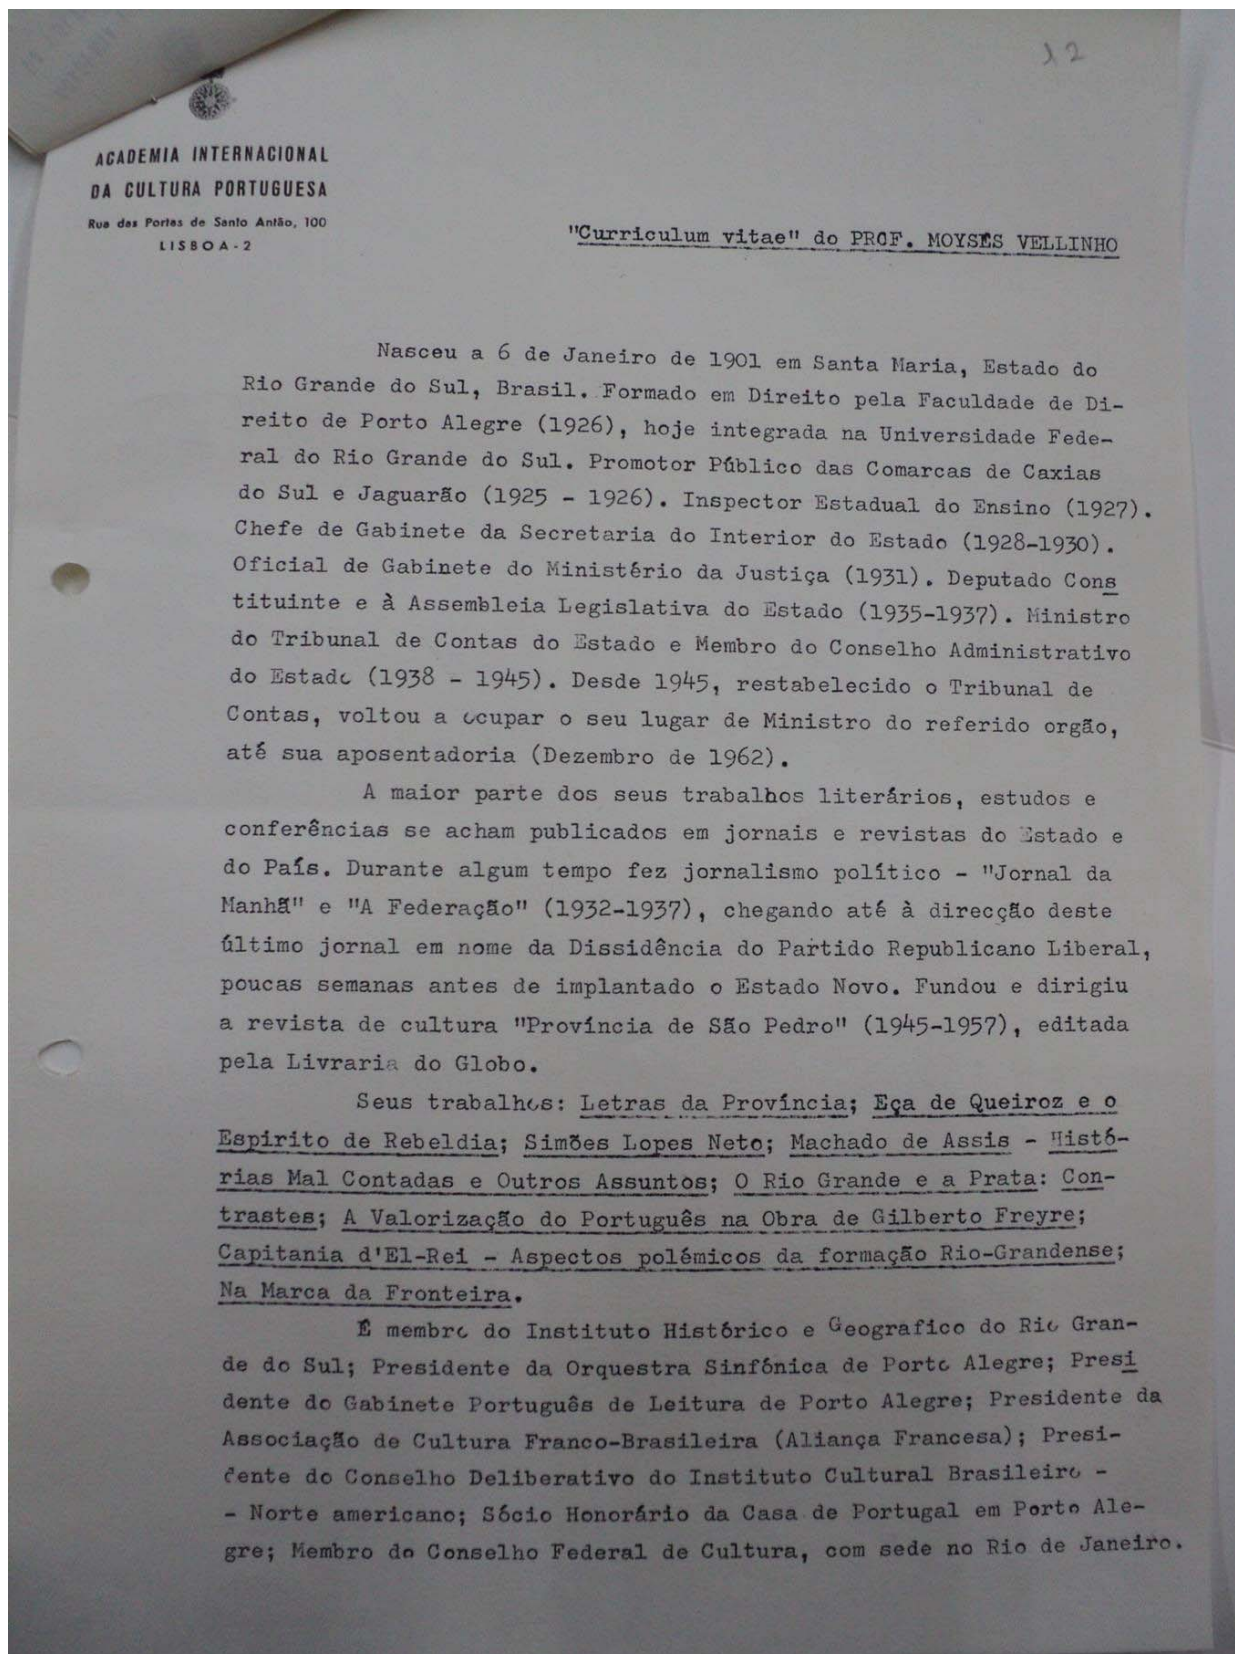 12
ACADEMIA INTERNACIONAL
DA CULTURA PORTUGUESA
Rua das Portas de Santo Antão, 100
LISBOA-2
"Curriculum vitae" do PROF. MOYSÉS VELLINHO
Nasceu a 6 de Janeiro de 1901 em Santa Maria, Estado do
Rio Grande do Sul, Brasil. Formado em Direito pela Faculdade de Di-
reito de Porto Alegre (1926), hoje integrada na Universidade Fede-
ral do Rio Grande do Sul. Promotor Público das Comarcas de Caxias
do Sul e Jaguarão (1925 - 1926). Inspector Estadual do Ensino (1927).
Chefe de Gabinete da Secretaria do Interior do Estado (1928-1930).
Oficial de Gabinete do Ministério da Justiça (1931). Deputado Cons
tituinte e à Assembleia Legislativa do Estado (1935-1937). Ministro
do Tribunal de Contas do Estado e Membro do Conselho Administrativo
do Estado (1938 - 1945). Desde 1945, restabelecido o Tribunal de
Contas, voltou a ocupar o seu lugar de Ministro do referido orgão,
até sua aposentadoria (Dezembro de 1962).
A maior parte dos seus trabalhos literários, estudos e
conferências se acham publicados em jornais e revistas do Estado e
do País. Durante algum tempo fez jornalismo político - "Jornal da
Manhã" e "A Federação" (1932-1937), chegando até à direcção deste
último jornal em nome da Dissidência do Partido Republicano Liberal,
poucas semanas antes de implantado o Estado Novo. Fundou e dirigiu
a revista de cultura "Província de São Pedro" (1945-1957), editada
pela Livraria do Globo.
Seus trabalhos: Letras da Província; Eça de Queiroz e o
Espirito de Rebeldia; Simões Lopes Neto; Machado de Assis - Histó-
rias Mal Contadas e Outros Assuntos; O Rio Grande e a Prata: Con-
trastes; A Valorização do Português na Obra de Gilberto Freyre;
Capitania d'El-Rei - Aspectos polémicos da formação Rio-Grandense;
Na Marca da Fronteira.
É membro do Instituto Histórico e Geografico do Rio Gran-
de do Sul; Presidente da Orquestra Sinfónica de Porto Alegre; Presi
dente do Gabinete Português de Leitura de Porto Alegre; Presidente da
Associação de Cultura Franco-Brasileira (Aliança Francesa); Presi-
dente do Conselho Deliberativo do Instituto Cultural Brasileiro -
- Norte americano; Sócio Honorário da Casa de Portugal em Porto Ale-
gre; Membro do Conselho Federal de Cultura, com sede no Rio de Janeiro.